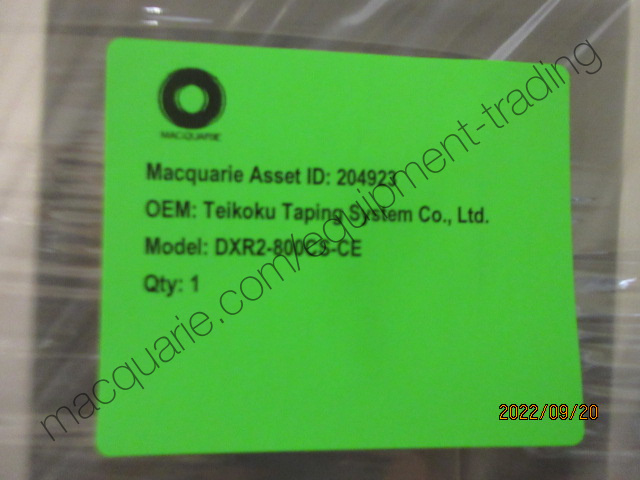 MACQUARIE
Macquarie Asset ID: 204923
OEM: Teikoku Taping System Co., Ltd.
Model: DXR2-800CS-CE
Qty: 1
macquarie.com/equipment-trading
2022/09/20